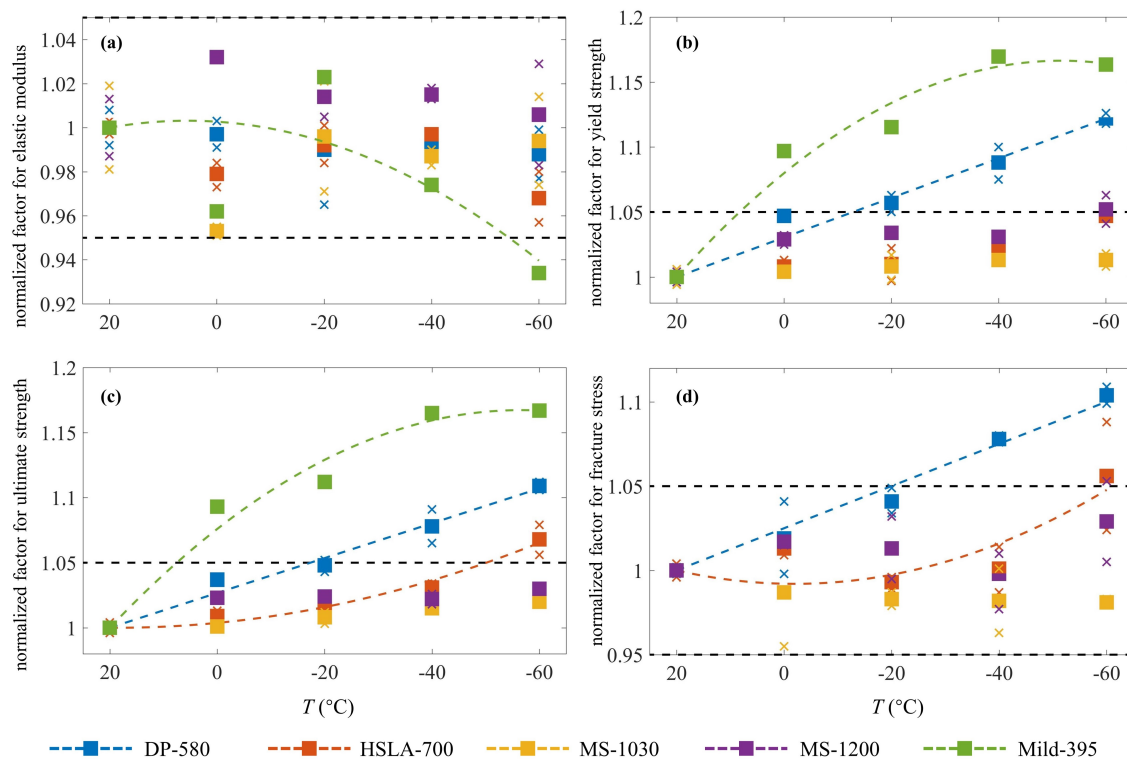 (a)
normalized factor for elastic modulus
1.04
1.02
1
0.98
0.96
0.94
0.92
20 0 -20 -40 -60
(b)
normalized factor for yield strength
1.2
1.15
1.1
1.05
1
20 0 -20 -40 -60
(c)
normalized factor for ultimate strength
1.2
1.15
1.1
1.05
1
20 0 -20 -40 -60
T (°C)
(d)
normalized factor for fracture stress
1.1
1.05
1
0.95
20 0 -20 -40 -60
T (°C)
DP-580 HSLA-700 MS-1030 MS-1200 Mild-395